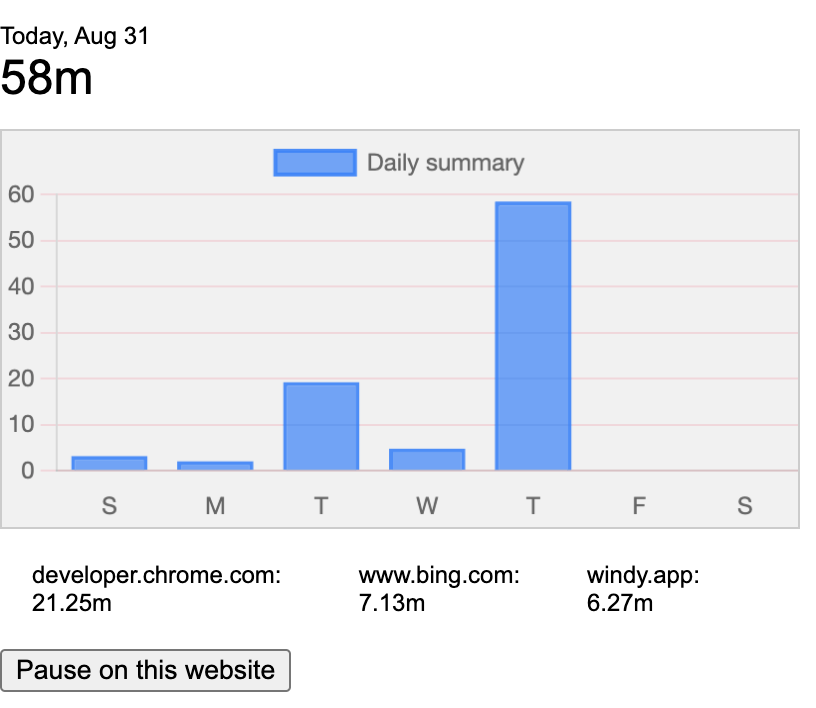 Today, Aug 31
58m
Daily summary
60
50
40
30
20
10
0
S M T W T F S
developer.chrome.com: www.bing.com: windy.app:
21.25m 7.13m 6.27m
Pause on this website